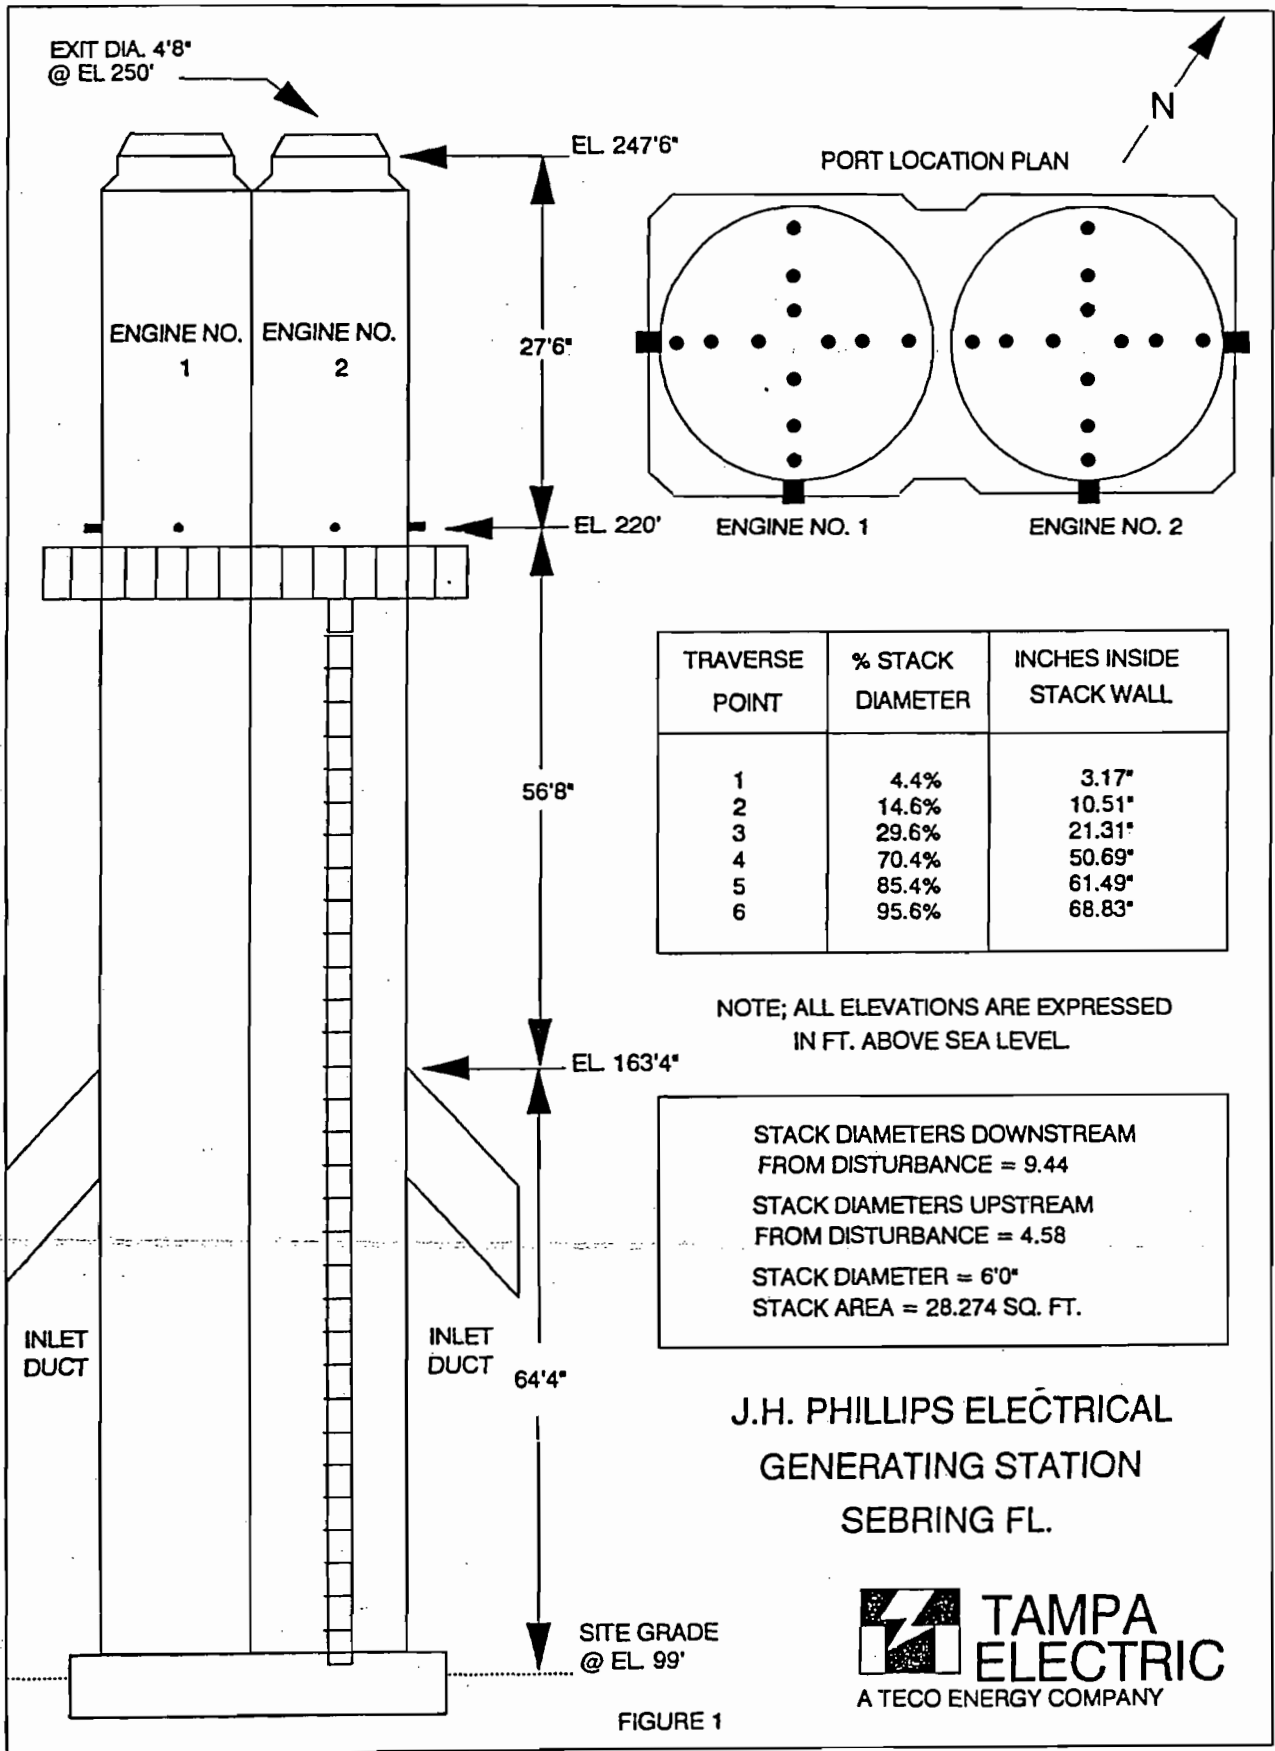 EXIT DIA. 4'8"
@ EL 250'
EL. 247'6"
N
PORT LOCATION PLAN
ENGINE NO.
1
ENGINE NO.
2
27'6"
EL. 220'
ENGINE NO. 1
ENGINE NO. 2
TRAVERSE POINT | % STACK DIAMETER | INCHES INSIDE STACK WALL
1 4.4% 3.17"
2 14.6% 10.51"
3 29.6% 21.31"
4 70.4% 50.69"
5 85.4% 61.49"
6 95.6% 68.83"
56'8"
NOTE; ALL ELEVATIONS ARE EXPRESSED
IN FT. ABOVE SEA LEVEL
EL. 163'4"
STACK DIAMETERS DOWNSTREAM
FROM DISTURBANCE = 9.44
STACK DIAMETERS UPSTREAM
FROM DISTURBANCE = 4.58
STACK DIAMETER = 6'0"
STACK AREA = 28.274 SQ. FT.
INLET
DUCT
INLET
DUCT
64'4"
J.H. PHILLIPS ELECTRICAL
GENERATING STATION
SEBRING FL.
SITE GRADE
@ EL. 99'
TAMPA
ELECTRIC
A TECO ENERGY COMPANY
FIGURE 1